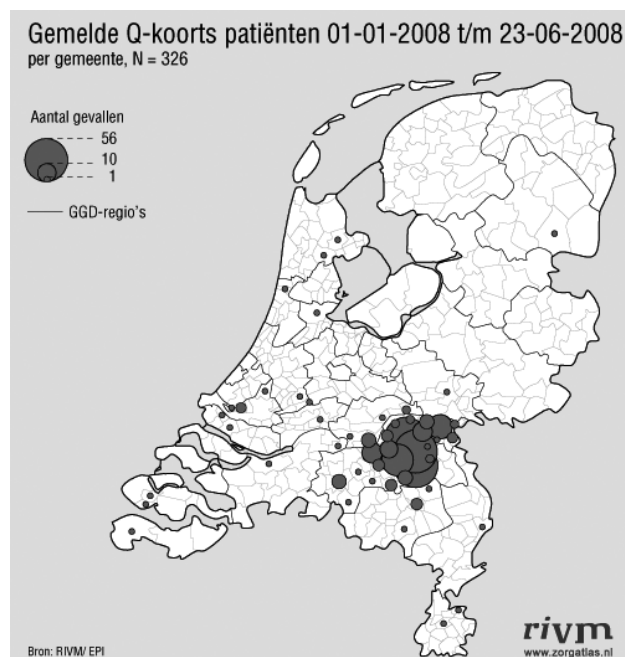 Gemelde Q-koorts patiënten 01-01-2008 t/m 23-06-2008
per gemeente, N = 326
Aantal gevallen
56
10
1
GGD-regio's
Bron: RIVM/ EPI
rivm
www.zorgatlas.nl